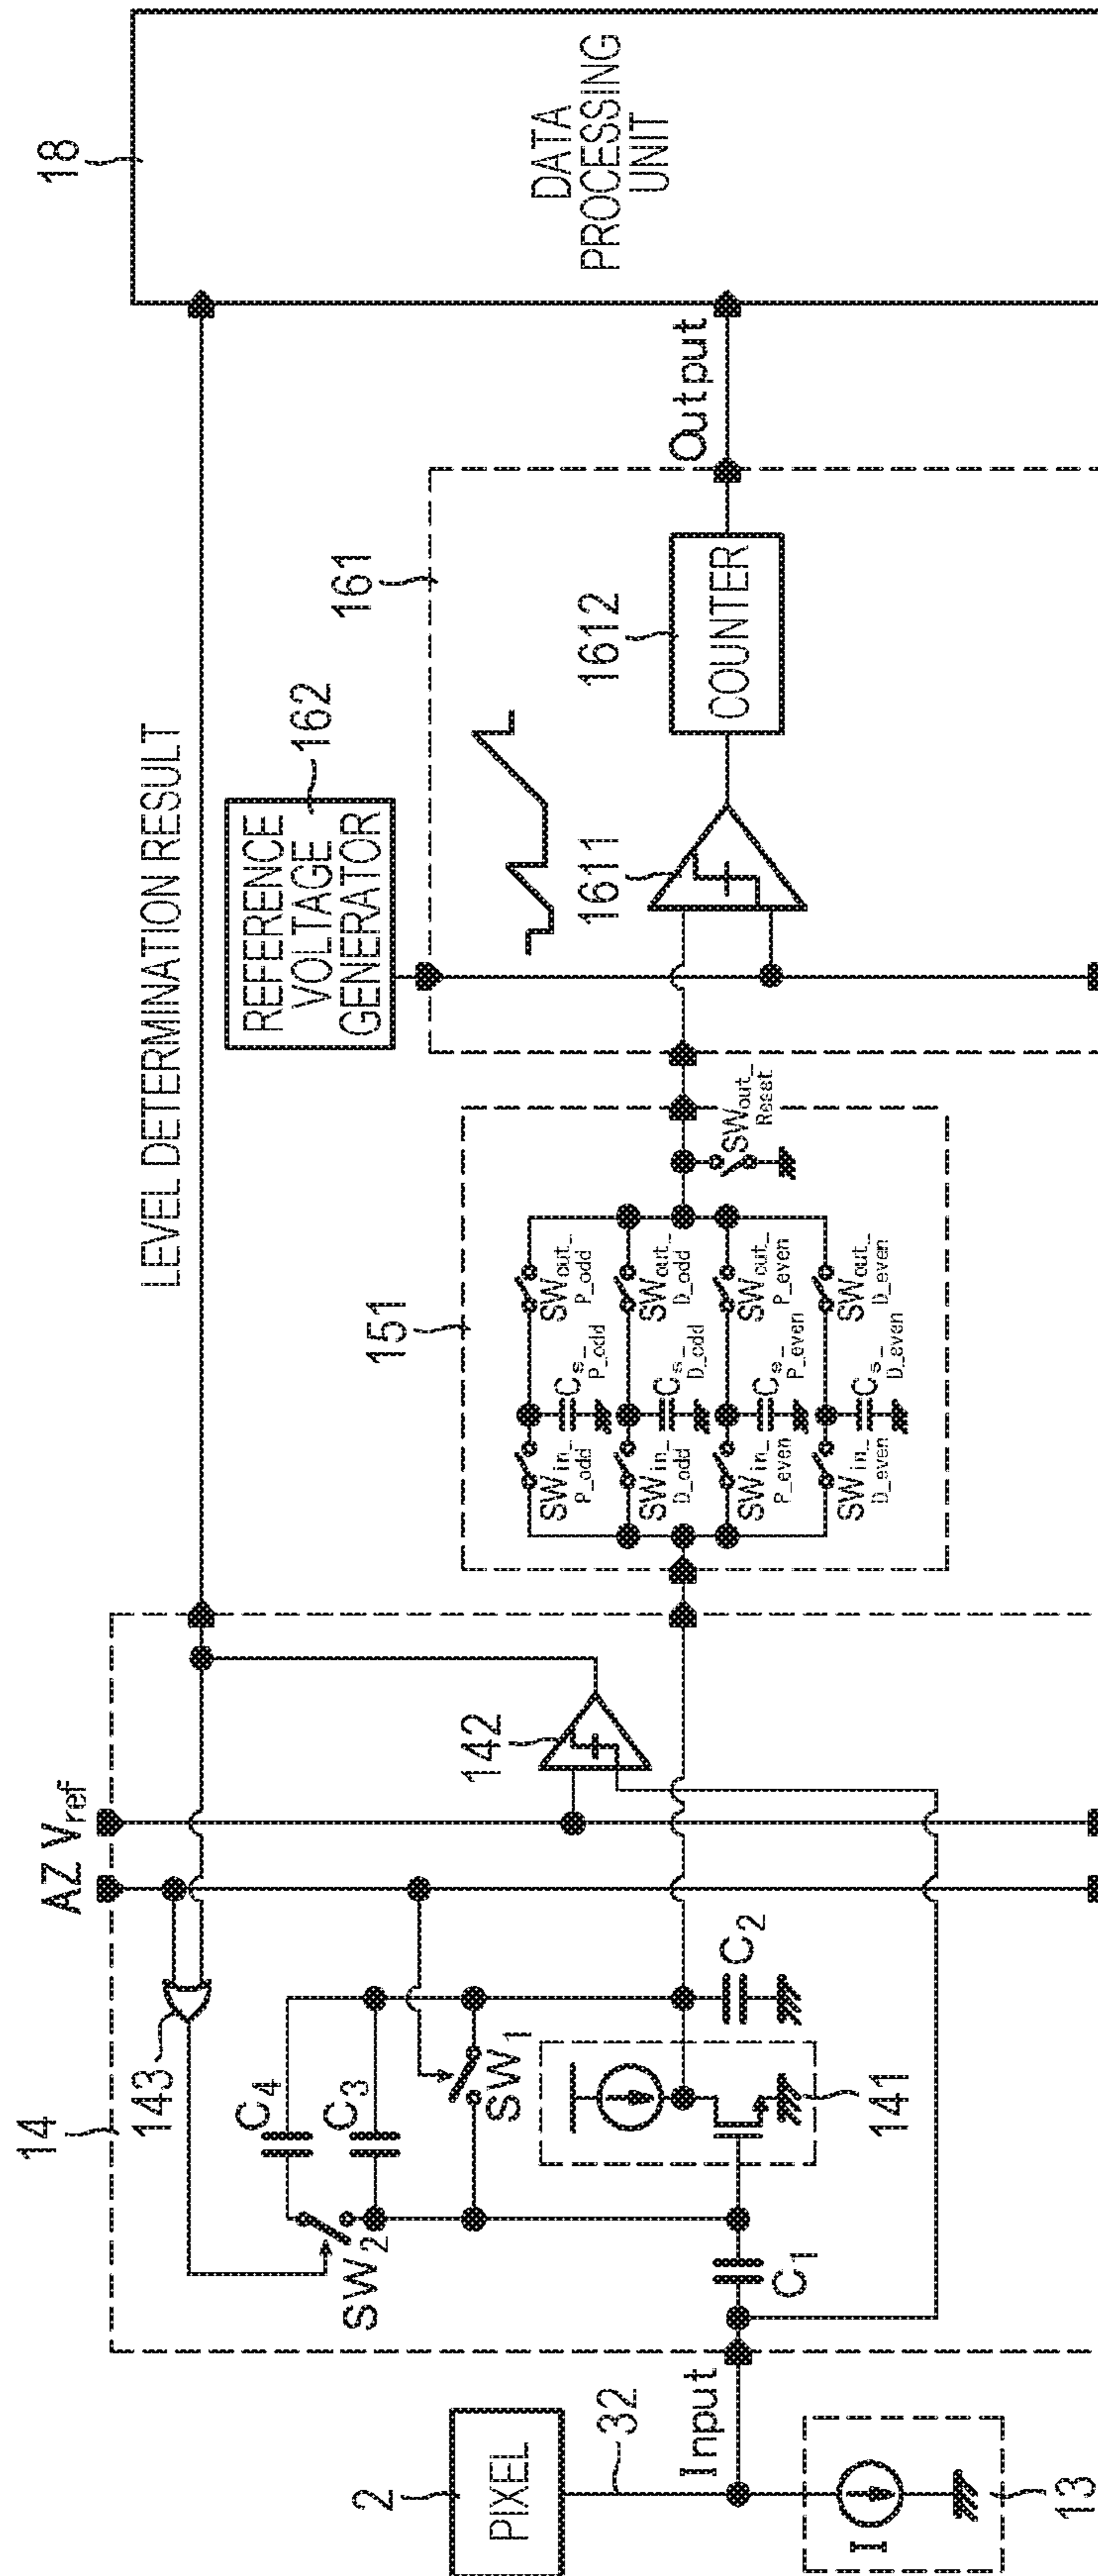 PIXEL
2
32
Input
I
13
14
143
AZ Vref
C4
C3
SW2
SW1
C1
C2
141
142
LEVEL DETERMINATION RESULT
151
SWin_P_odd
Cs_P_odd
SWout_P_odd
SWin_D_odd
Cs_D_odd
SWout_D_odd
SWin_P_even
Cs_P_even
SWout_P_even
SWin_D_even
Cs_D_even
SWout_D_even
SWout_Reset
REFERENCE
VOLTAGE
GENERATOR
162
161
1611
1612
COUNTER
Output
18
DATA
PROCESSING
UNIT